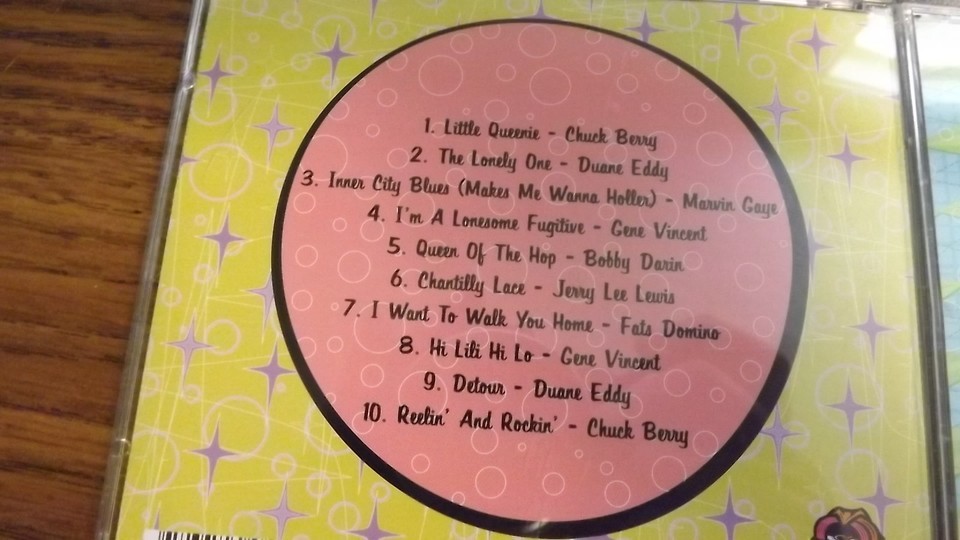 1. Little Queenie - Chuck Berry
2. The Lonely One - Duane Eddy
3. Inner City Blues (Makes Me Wanna Holler) - Marvin Gaye
4. I'm A Lonesome Fugitive - Gene Vincent
5. Queen Of The Hop - Bobby Darin
6. Chantilly Lace - Jerry Lee Lewis
7. I Want To Walk You Home - Fats Domino
8. Hi Lili Hi Lo - Gene Vincent
9. Detour - Duane Eddy
10. Reelin' And Rockin' - Chuck Berry